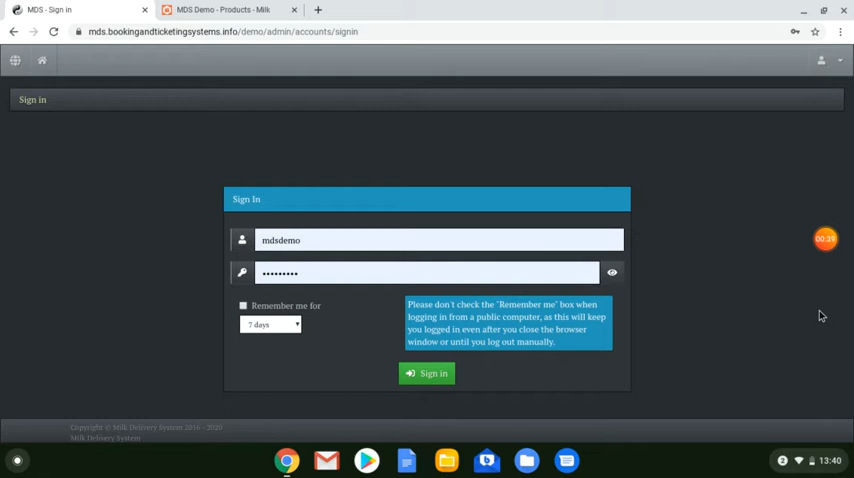 MDS - Sign in
MDS Demo - Products - Milk
mds.bookingandticketingsystems.info/demo/admin/accounts/signin
Sign in
Sign In
mdsdemo
•••••••••
Remember me for
7 days
Please don't check the "Remember me" box when
logging in from a public computer, as this will keep
you logged in even after you close the browser
window or until you log out manually.
Sign in
00:39
Copyright © Milk Delivery System 2016 - 2020
Milk Delivery System
2
13:40